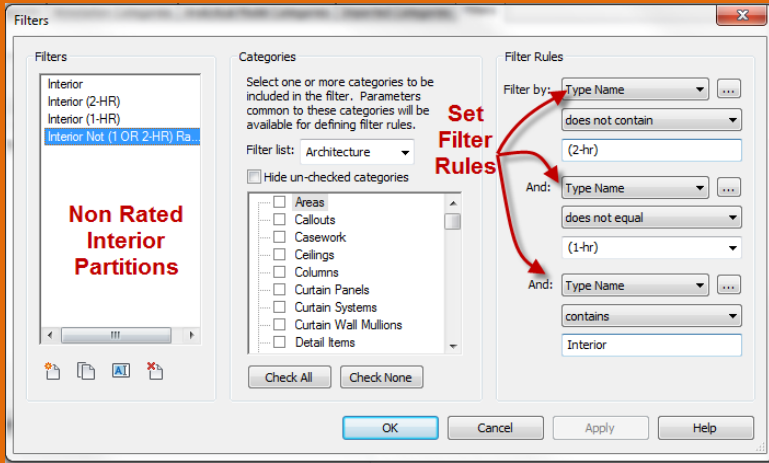 Filters
Filters
Interior
Interior (2-HR)
Interior (1-HR)
Interior Not (1 OR 2-HR) Ra...
Non Rated
Interior
Partitions
Categories
Select one or more categories to be
included in the filter. Parameters
common to these categories will be
available for defining filter rules.
Filter list: Architecture
Hide un-checked categories
Areas
Callouts
Casework
Ceilings
Columns
Curtain Panels
Curtain Systems
Curtain Wall Mullions
Detail Items
Check All Check None
Set
Filter
Rules
Filter Rules
Filter by: Type Name ...
does not contain
(2-hr)
And: Type Name ...
does not equal
(1-hr)
And: Type Name ...
contains
Interior
OK Cancel Apply Help